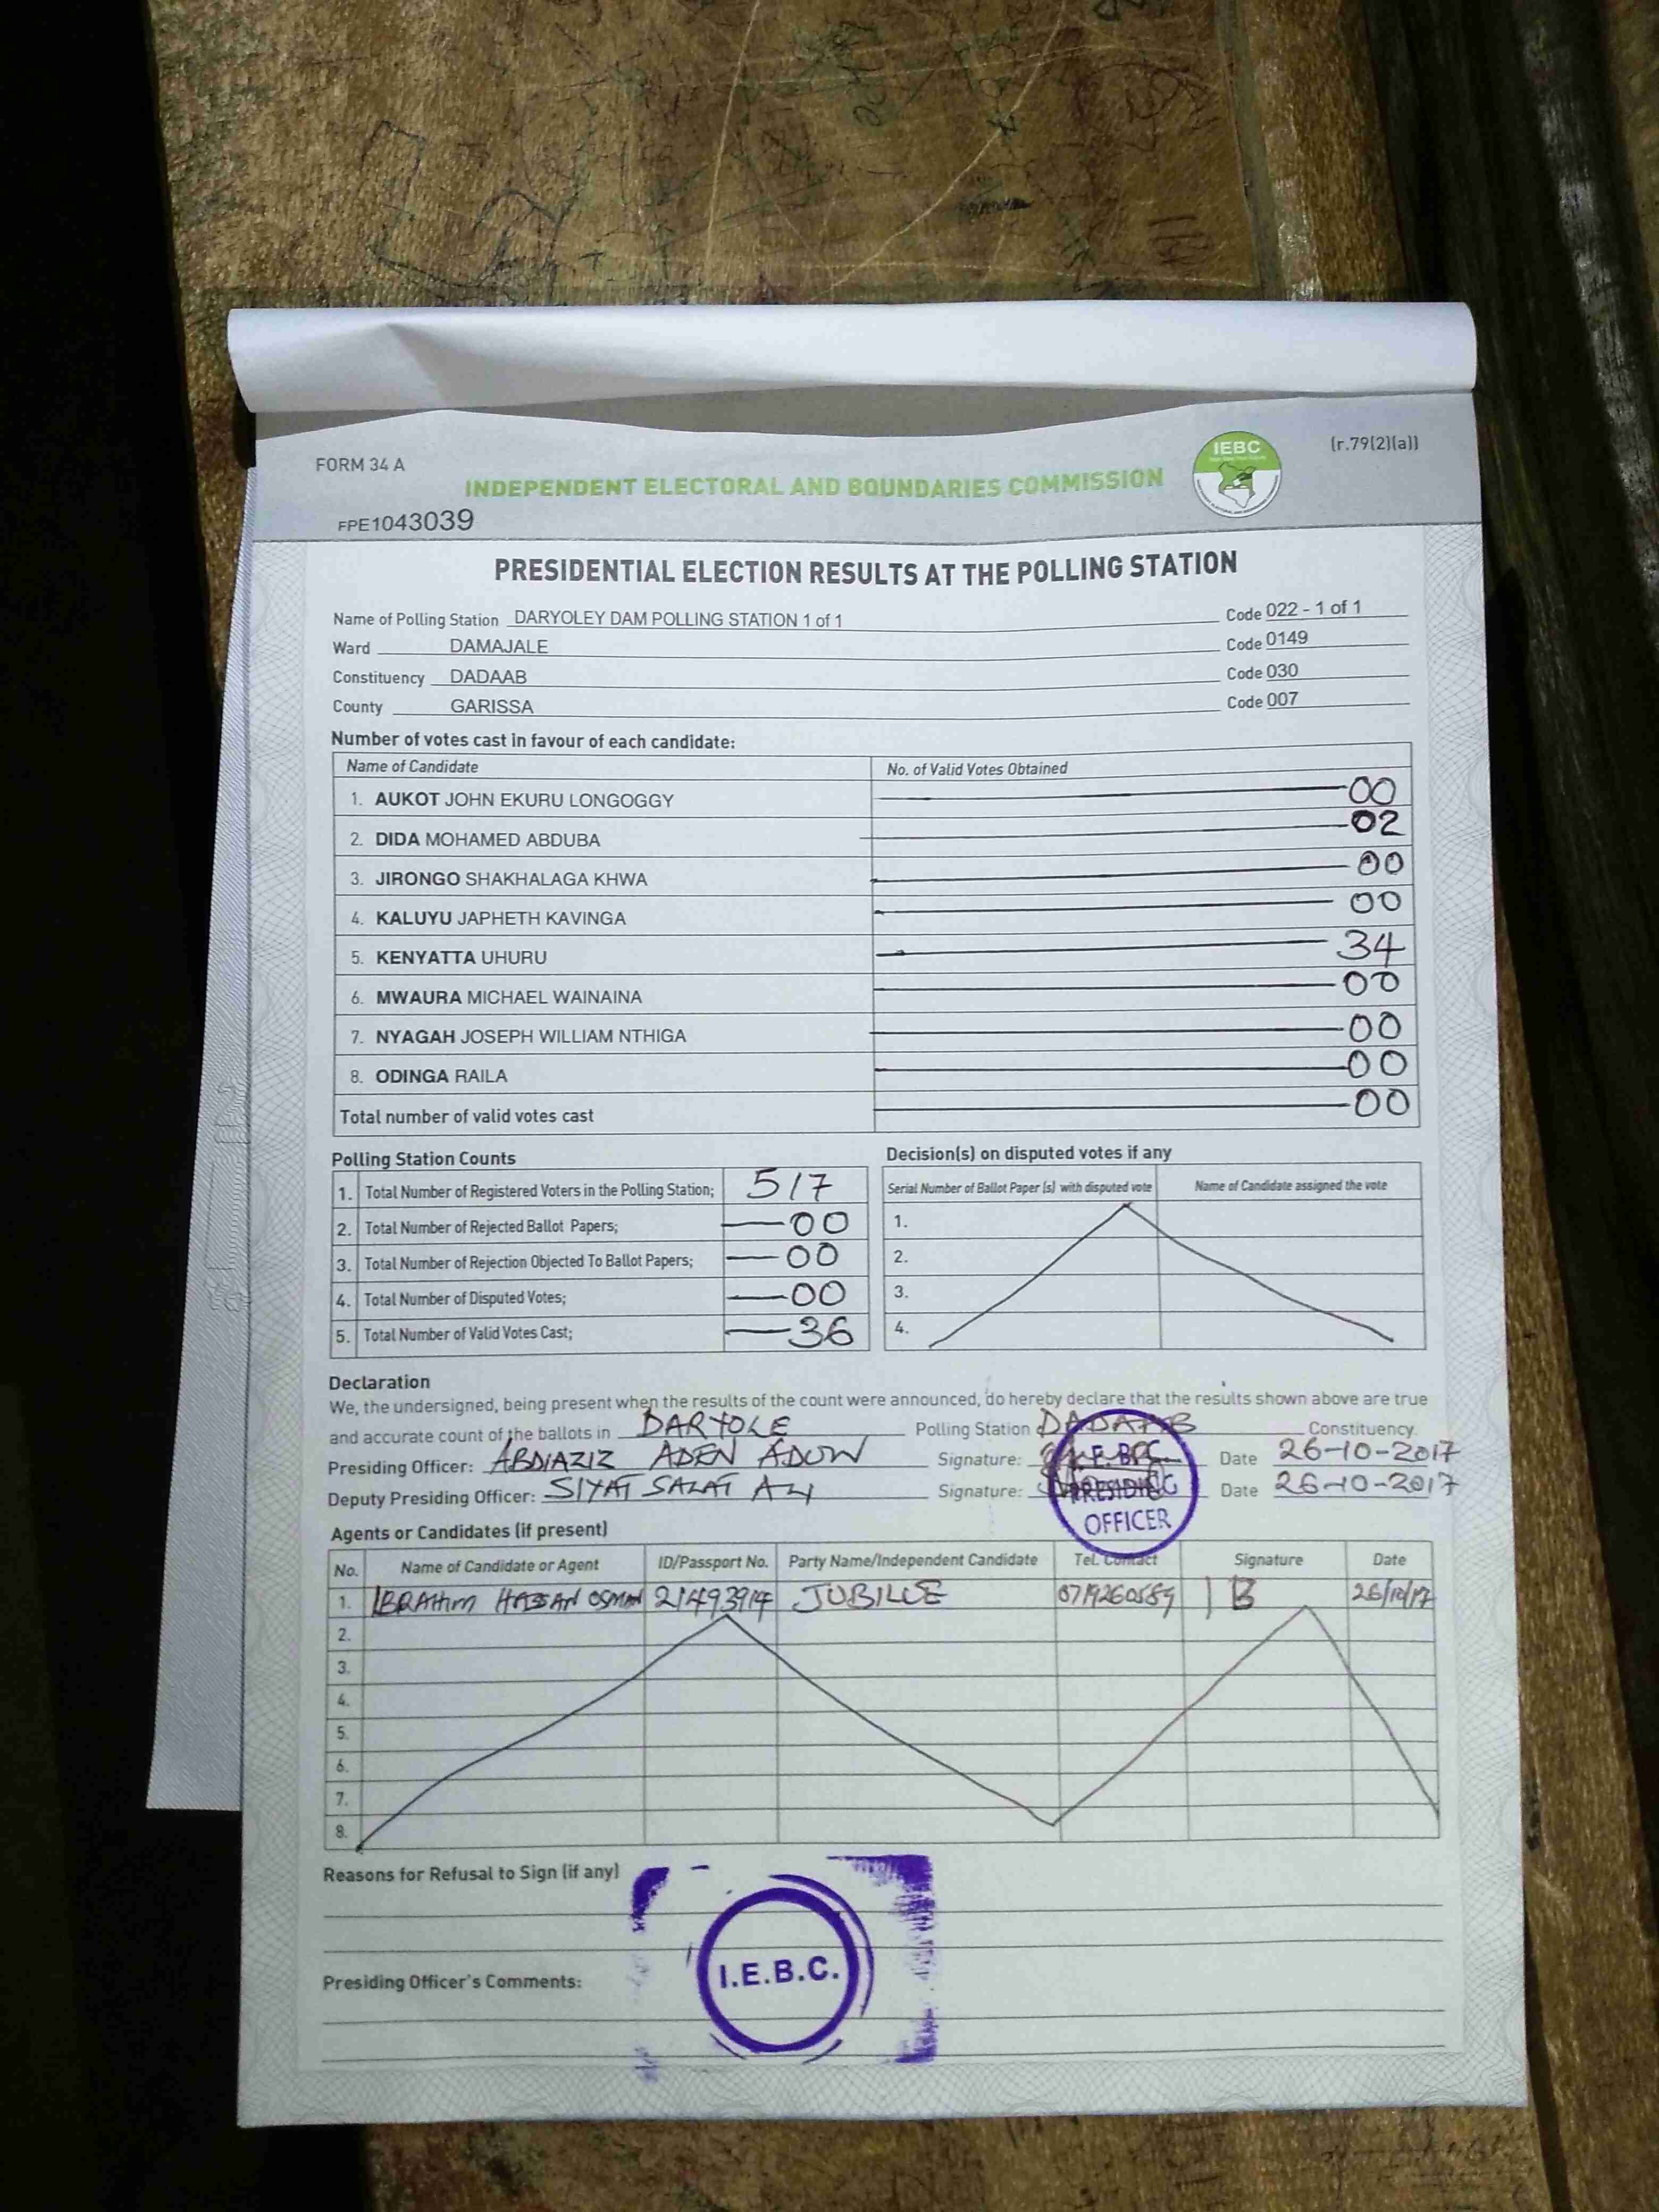 FORM 34 A
(r.79(2)(a))
IEBC
INDEPENDENT ELECTORAL AND BOUNDARIES COMMISSION
FPE1043039
PRESIDENTIAL ELECTION RESULTS AT THE POLLING STATION
Name of Polling Station DARYOLEY DAM POLLING STATION 1 of 1 Code 022 - 1 of 1
Ward DAMAJALE Code 0149
Constituency DADAAB Code 030
County GARISSA Code 007
Number of votes cast in favour of each candidate:
Name of Candidate No. of Valid Votes Obtained
1. AUKOT JOHN EKURU LONGOGGY 00
2. DIDA MOHAMED ABDUBA 02
3. JIRONGO SHAKHALAGA KHWA 00
4. KALUYU JAPHETH KAVINGA 00
5. KENYATTA UHURU 34
6. MWAURA MICHAEL WAINAINA 00
7. NYAGAH JOSEPH WILLIAM NTHIGA 00
8. ODINGA RAILA 00
Total number of valid votes cast 00
Polling Station Counts
1. Total Number of Registered Voters in the Polling Station; 517
2. Total Number of Rejected Ballot Papers; 00
3. Total Number of Rejection Objected To Ballot Papers; 00
4. Total Number of Disputed Votes; 00
5. Total Number of Valid Votes Cast; 36
Decision(s) on disputed votes if any
Serial Number of Ballot Paper (s) with disputed vote Name of Candidate assigned the vote
1.
2.
3.
4.
Declaration
We, the undersigned, being present when the results of the count were announced, do hereby declare that the results shown above are true
and accurate count of the ballots in DARYOLE Polling Station DADAAB Constituency.
Presiding Officer: ABDIAZIZ ADEN ADOW Signature: Date 26-10-2017
Deputy Presiding Officer: SIYAT SALAT ALI Signature: Date 26-10-2017
I.E.B.C.
PRESIDING
OFFICER
Agents or Candidates (if present)
No. Name of Candidate or Agent ID/Passport No. Party Name/Independent Candidate Tel. Contact Signature Date
1. IBRAHIM HASSAN OSMAN 21493914 JUBILLE 0719260589 IB 26/10/17
2.
3.
4.
5.
6.
7.
8.
Reasons for Refusal to Sign (if any)
I.E.B.C.
Presiding Officer's Comments: